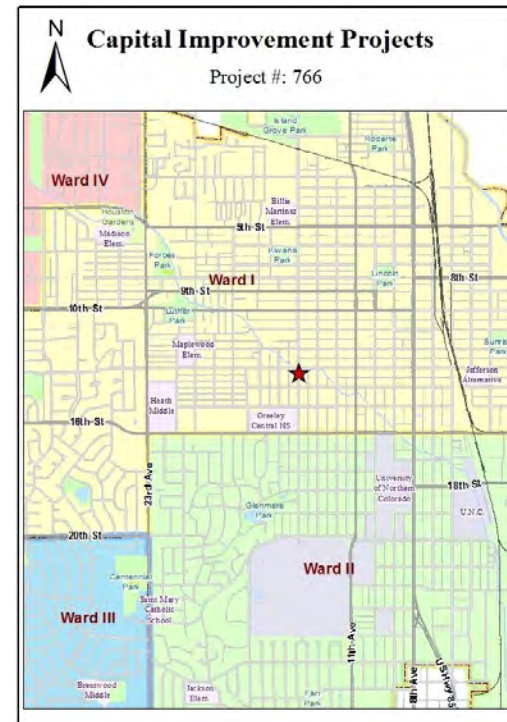 N
Capital Improvement Projects
Project #: 766
Island
Grove Park
Rodarte
Park
Ward IV
Billie
Martinez
Elem.
Houston
Gardens
Madison
Elem.
5th-St
Forbes
Park
Kivanis
Park
Ward I
Lincoln
Park
8th-St
9th-St
10th-St
Luther
Park
Sunrise
Park
Maplewood
Elem.
Jefferson
Alternative
Heath
Middle
Greeley
Central HS
16th-St
23rd-Ave
University
of Northern
Colorado
18th-St
Glenmere
Park
U.N.C.
20th-St
Ward II
Centennial
Park
Saint Mary
Catholic
School
Ward III
11th-Ave
8th Ave
US Hwy 85
Brentwood
Middle
Jackson
Elem.
Farr
Park